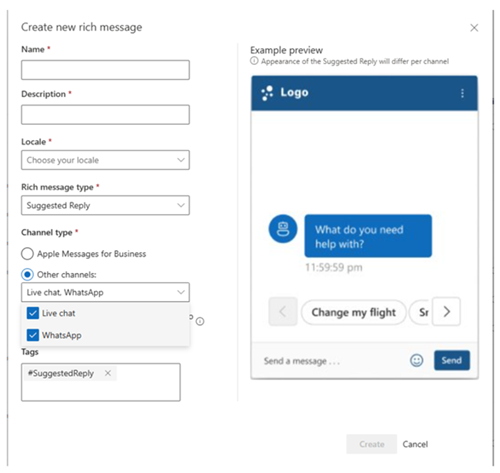 Create new rich message
Name *
Description *
Locale *
Choose your locale
Rich message type *
Suggested Reply
Channel type *
Apple Messages for Business
Other channels:
Live chat, WhatsApp
Live chat
WhatsApp
Tags
#SuggestedReply
Example preview
Appearance of the Suggested Reply will differ per channel
Logo
What do you need
help with?
11:59:59 pm
Change my flight
Send a message . . .
Send
Create
Cancel